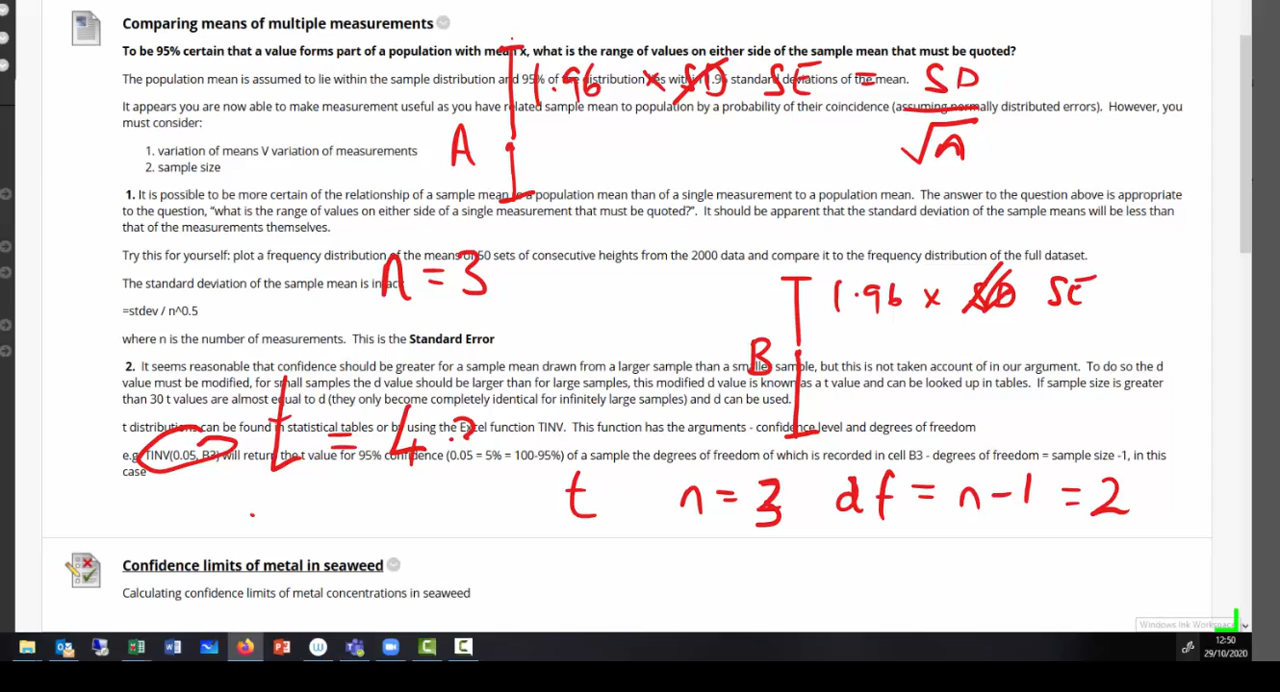 Comparing means of multiple measurements
To be 95% certain that a value forms part of a population with mean x, what is the range of values on either side of the sample mean that must be quoted?
1.96 × SD SE = SD
The population mean is assumed to lie within the sample distribution and 95% of the distribution lies within 1.96 standard deviations of the mean.
It appears you are now able to make measurement useful as you have related sample mean to population by a probability of their coincidence (assuming normally distributed errors). However, you
must consider:
√n
A
1. variation of means V variation of measurements
2. sample size
1. It is possible to be more certain of the relationship of a sample mean to a population mean than of a single measurement to a population mean. The answer to the question above is appropriate
to the question, "what is the range of values on either side of a single measurement that must be quoted?". It should be apparent that the standard deviation of the sample means will be less than
that of the measurements themselves.
Try this for yourself: plot a frequency distribution of the means of 50 sets of consecutive heights from the 2000 data and compare it to the frequency distribution of the full dataset.
n = 3
The standard deviation of the sample mean is in fact
1.96 × SD SE
=stdev / n^0.5
where n is the number of measurements. This is the Standard Error
B
2. It seems reasonable that confidence should be greater for a sample mean drawn from a larger sample than a smaller sample, but this is not taken account of in our argument. To do so the d
value must be modified, for small samples the d value should be larger than for large samples, this modified d value is known as a t value and can be looked up in tables. If sample size is greater
than 30 t values are almost equal to d (they only become completely identical for infinitely large samples) and d can be used.
t distributions can be found in statistical tables or by using the Excel function TINV. This function has the arguments - confidence level and degrees of freedom
t = 4.?
e.g. TINV(0.05, B3) will return the t value for 95% confidence (0.05 = 5% = 100-95%) of a sample the degrees of freedom of which is recorded in cell B3 - degrees of freedom = sample size -1, in this
case
t n = 3 df = n - 1 = 2
Confidence limits of metal in seaweed
Calculating confidence limits of metal concentrations in seaweed
Windows Ink Workspace
12:50
29/10/2020